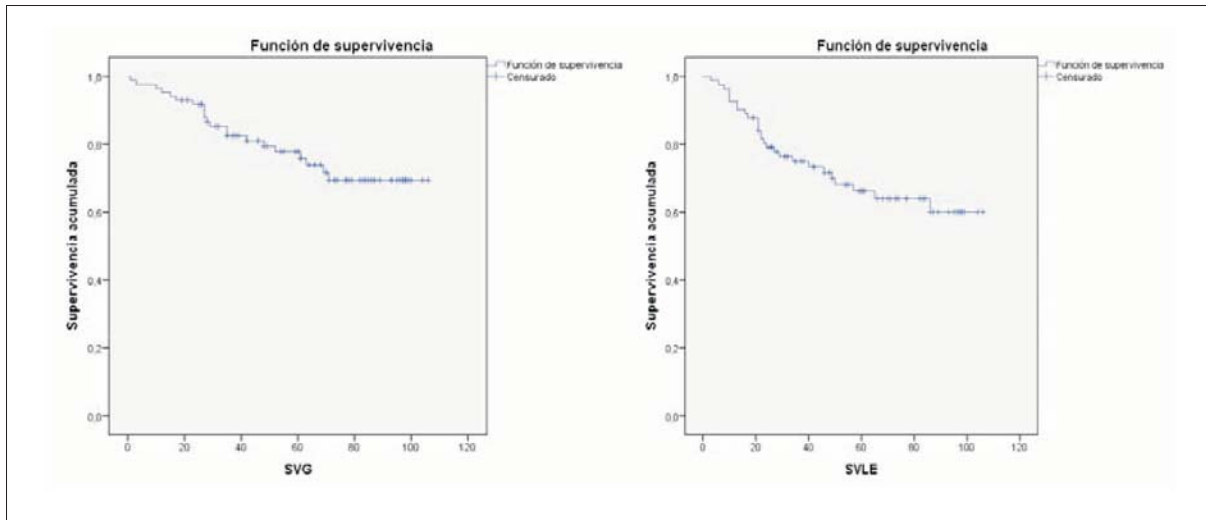 Función de supervivencia
Función de supervivencia
Censurado
1,0
0,8
0,6
0,4
0,2
0,0
Supervivencia acumulada
0 20 40 60 80 100 120
SVG
Función de supervivencia
Función de supervivencia
Censurado
1,0
0,8
0,6
0,4
0,2
0,0
Supervivencia acumulada
0 20 40 60 80 100 120
SVLE